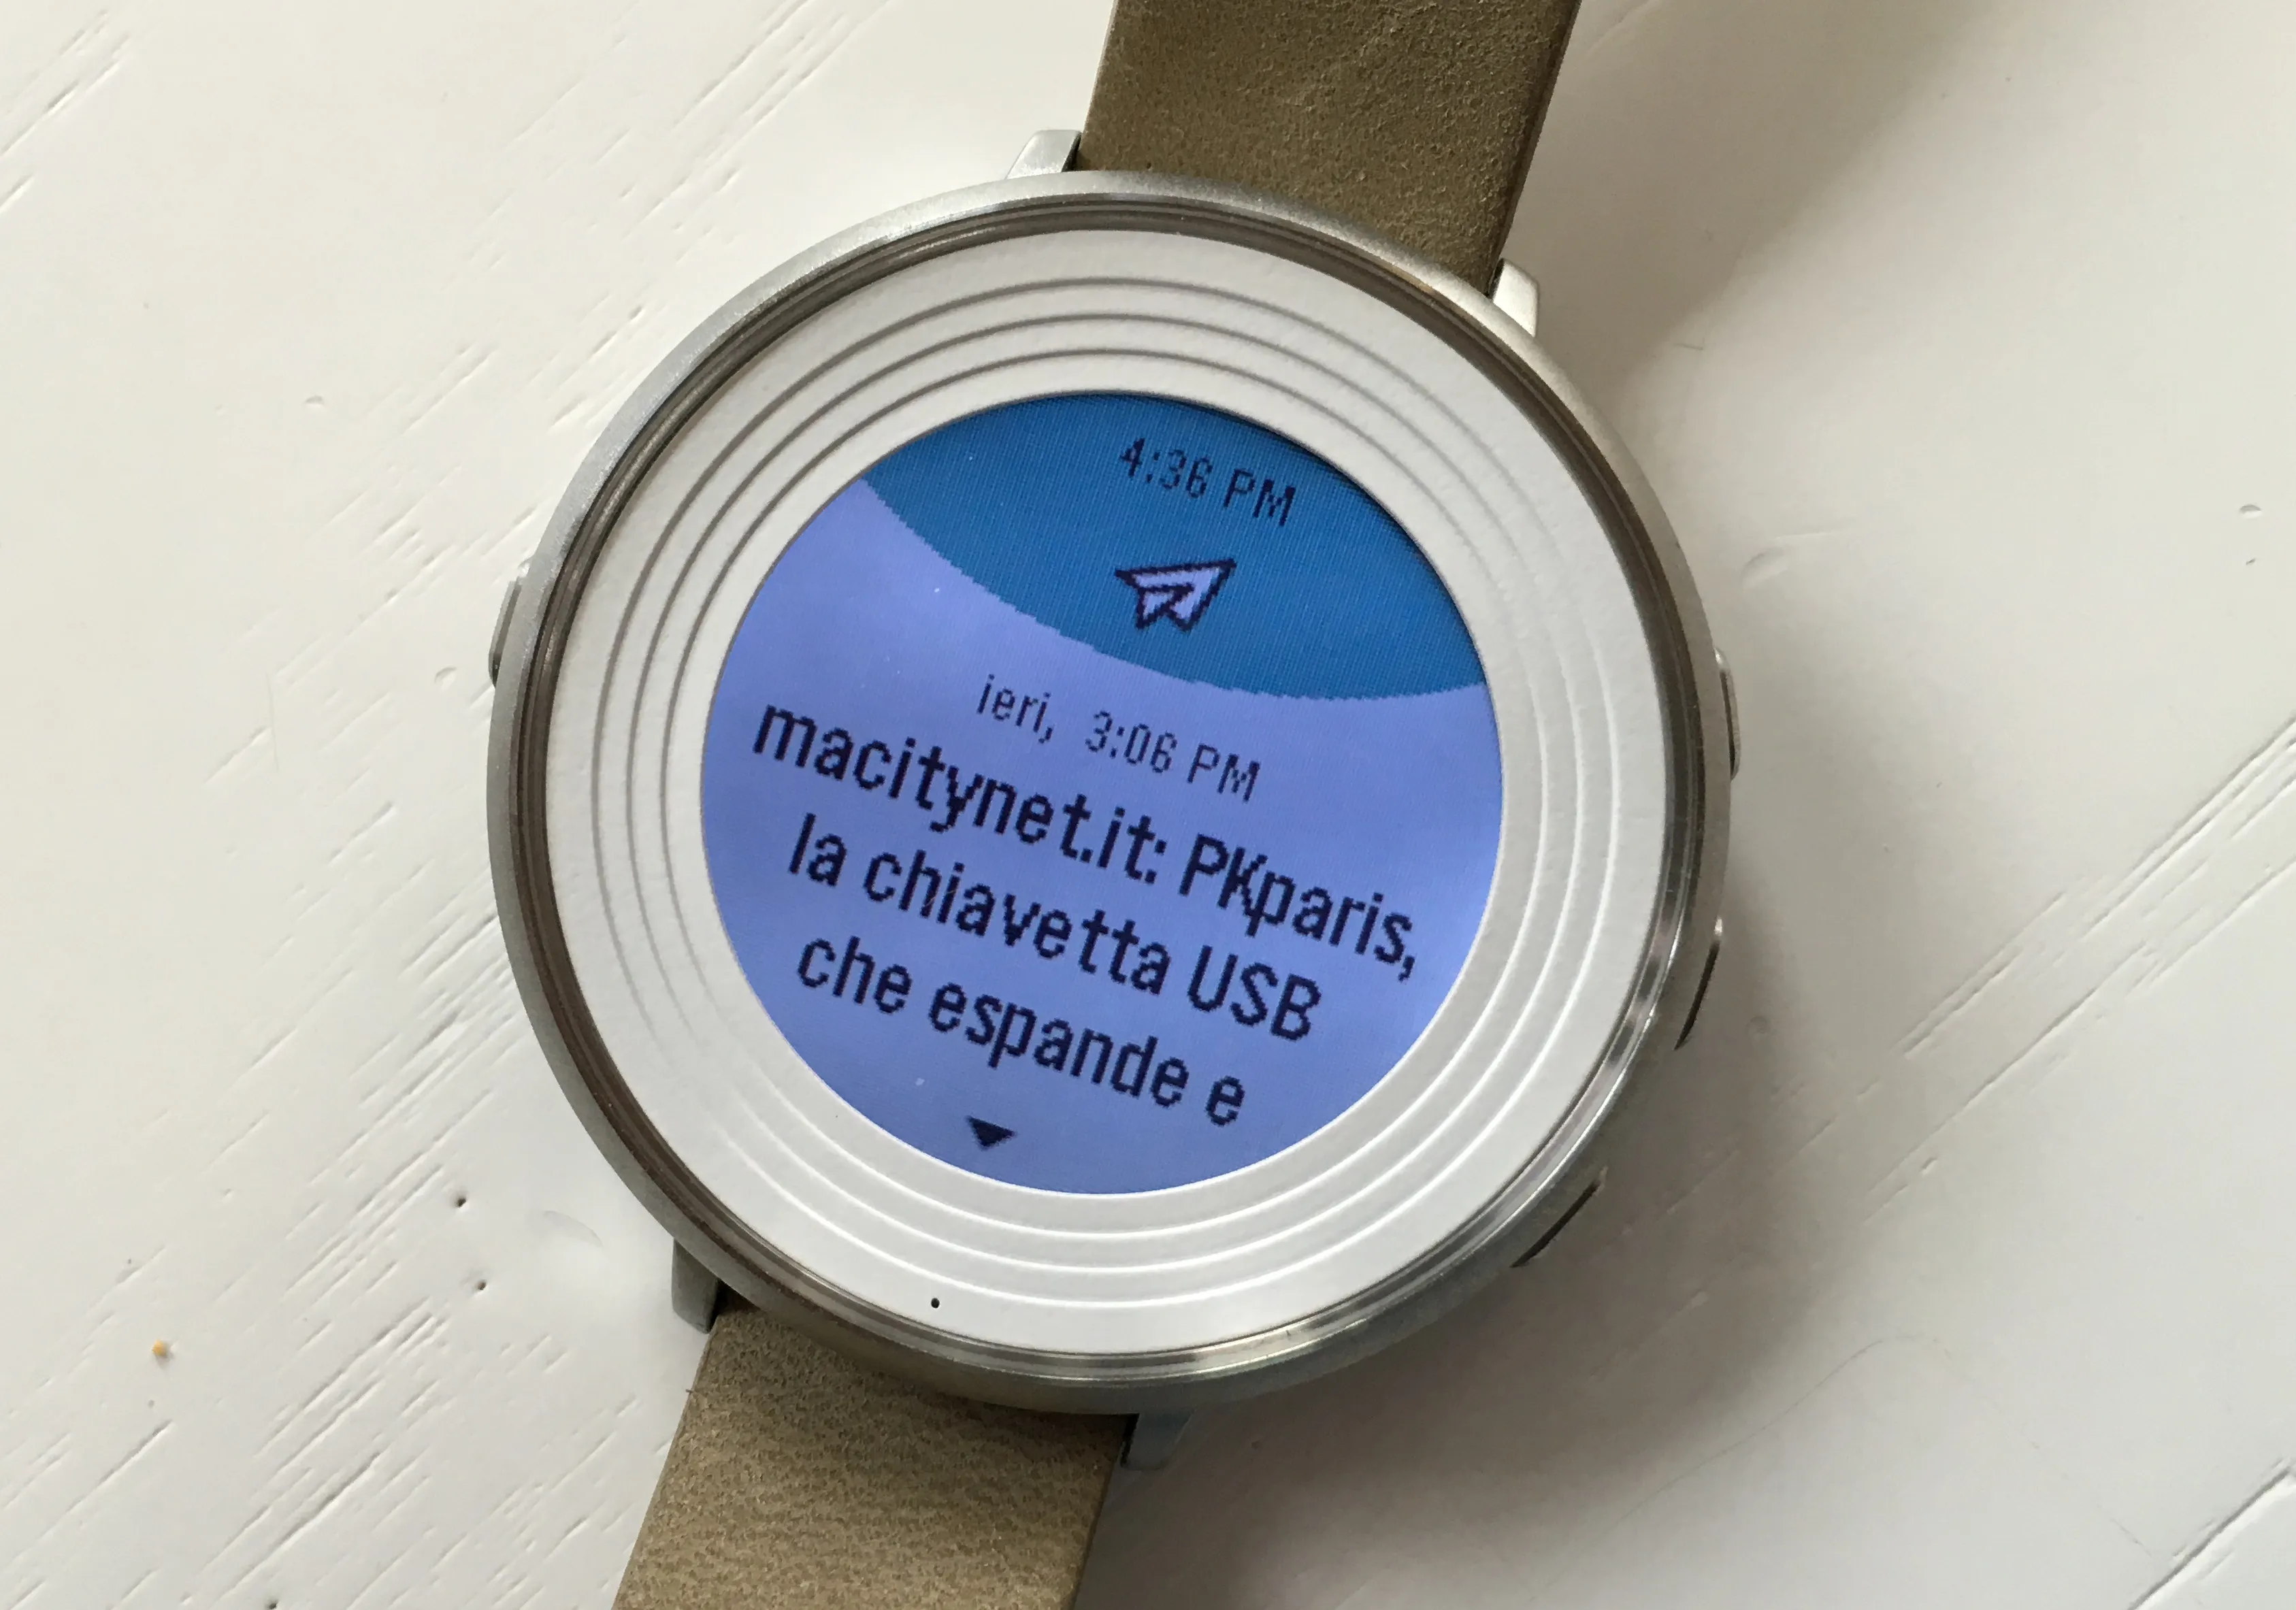 4:36 PM
ieri, 3:06 PM
macitynet.it: PKparis,
la chiavetta USB
che espande e